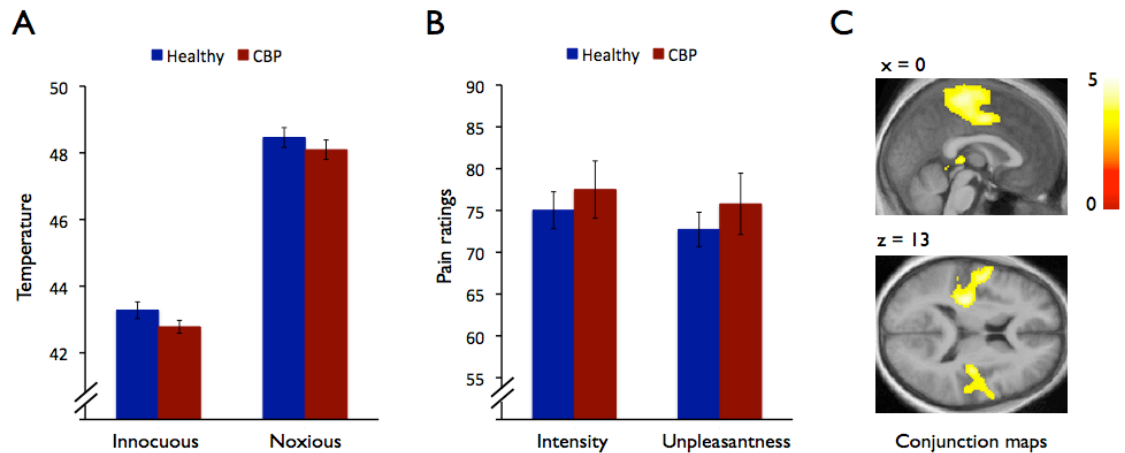 A
Healthy CBP
Temperature
50
48
46
44
42
Innocuous Noxious
B
Healthy CBP
Pain ratings
90
85
80
75
70
65
60
55
Intensity Unpleasantness
C
x = 0
5
0
z = 13
Conjunction maps